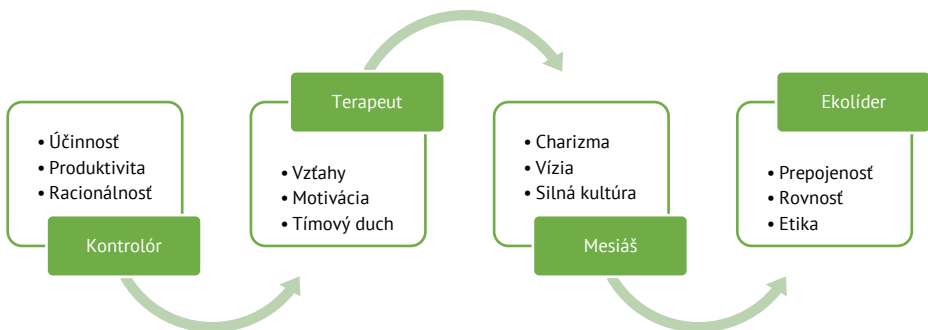 • Účinnosť
• Produktivita
• Racionálnosť
Kontrolór
Terapeut
• Vzťahy
• Motivácia
• Tímový duch
• Charizma
• Vízia
• Silná kultúra
Mesiáš
Ekolíder
• Prepojenosť
• Rovnosť
• Etika